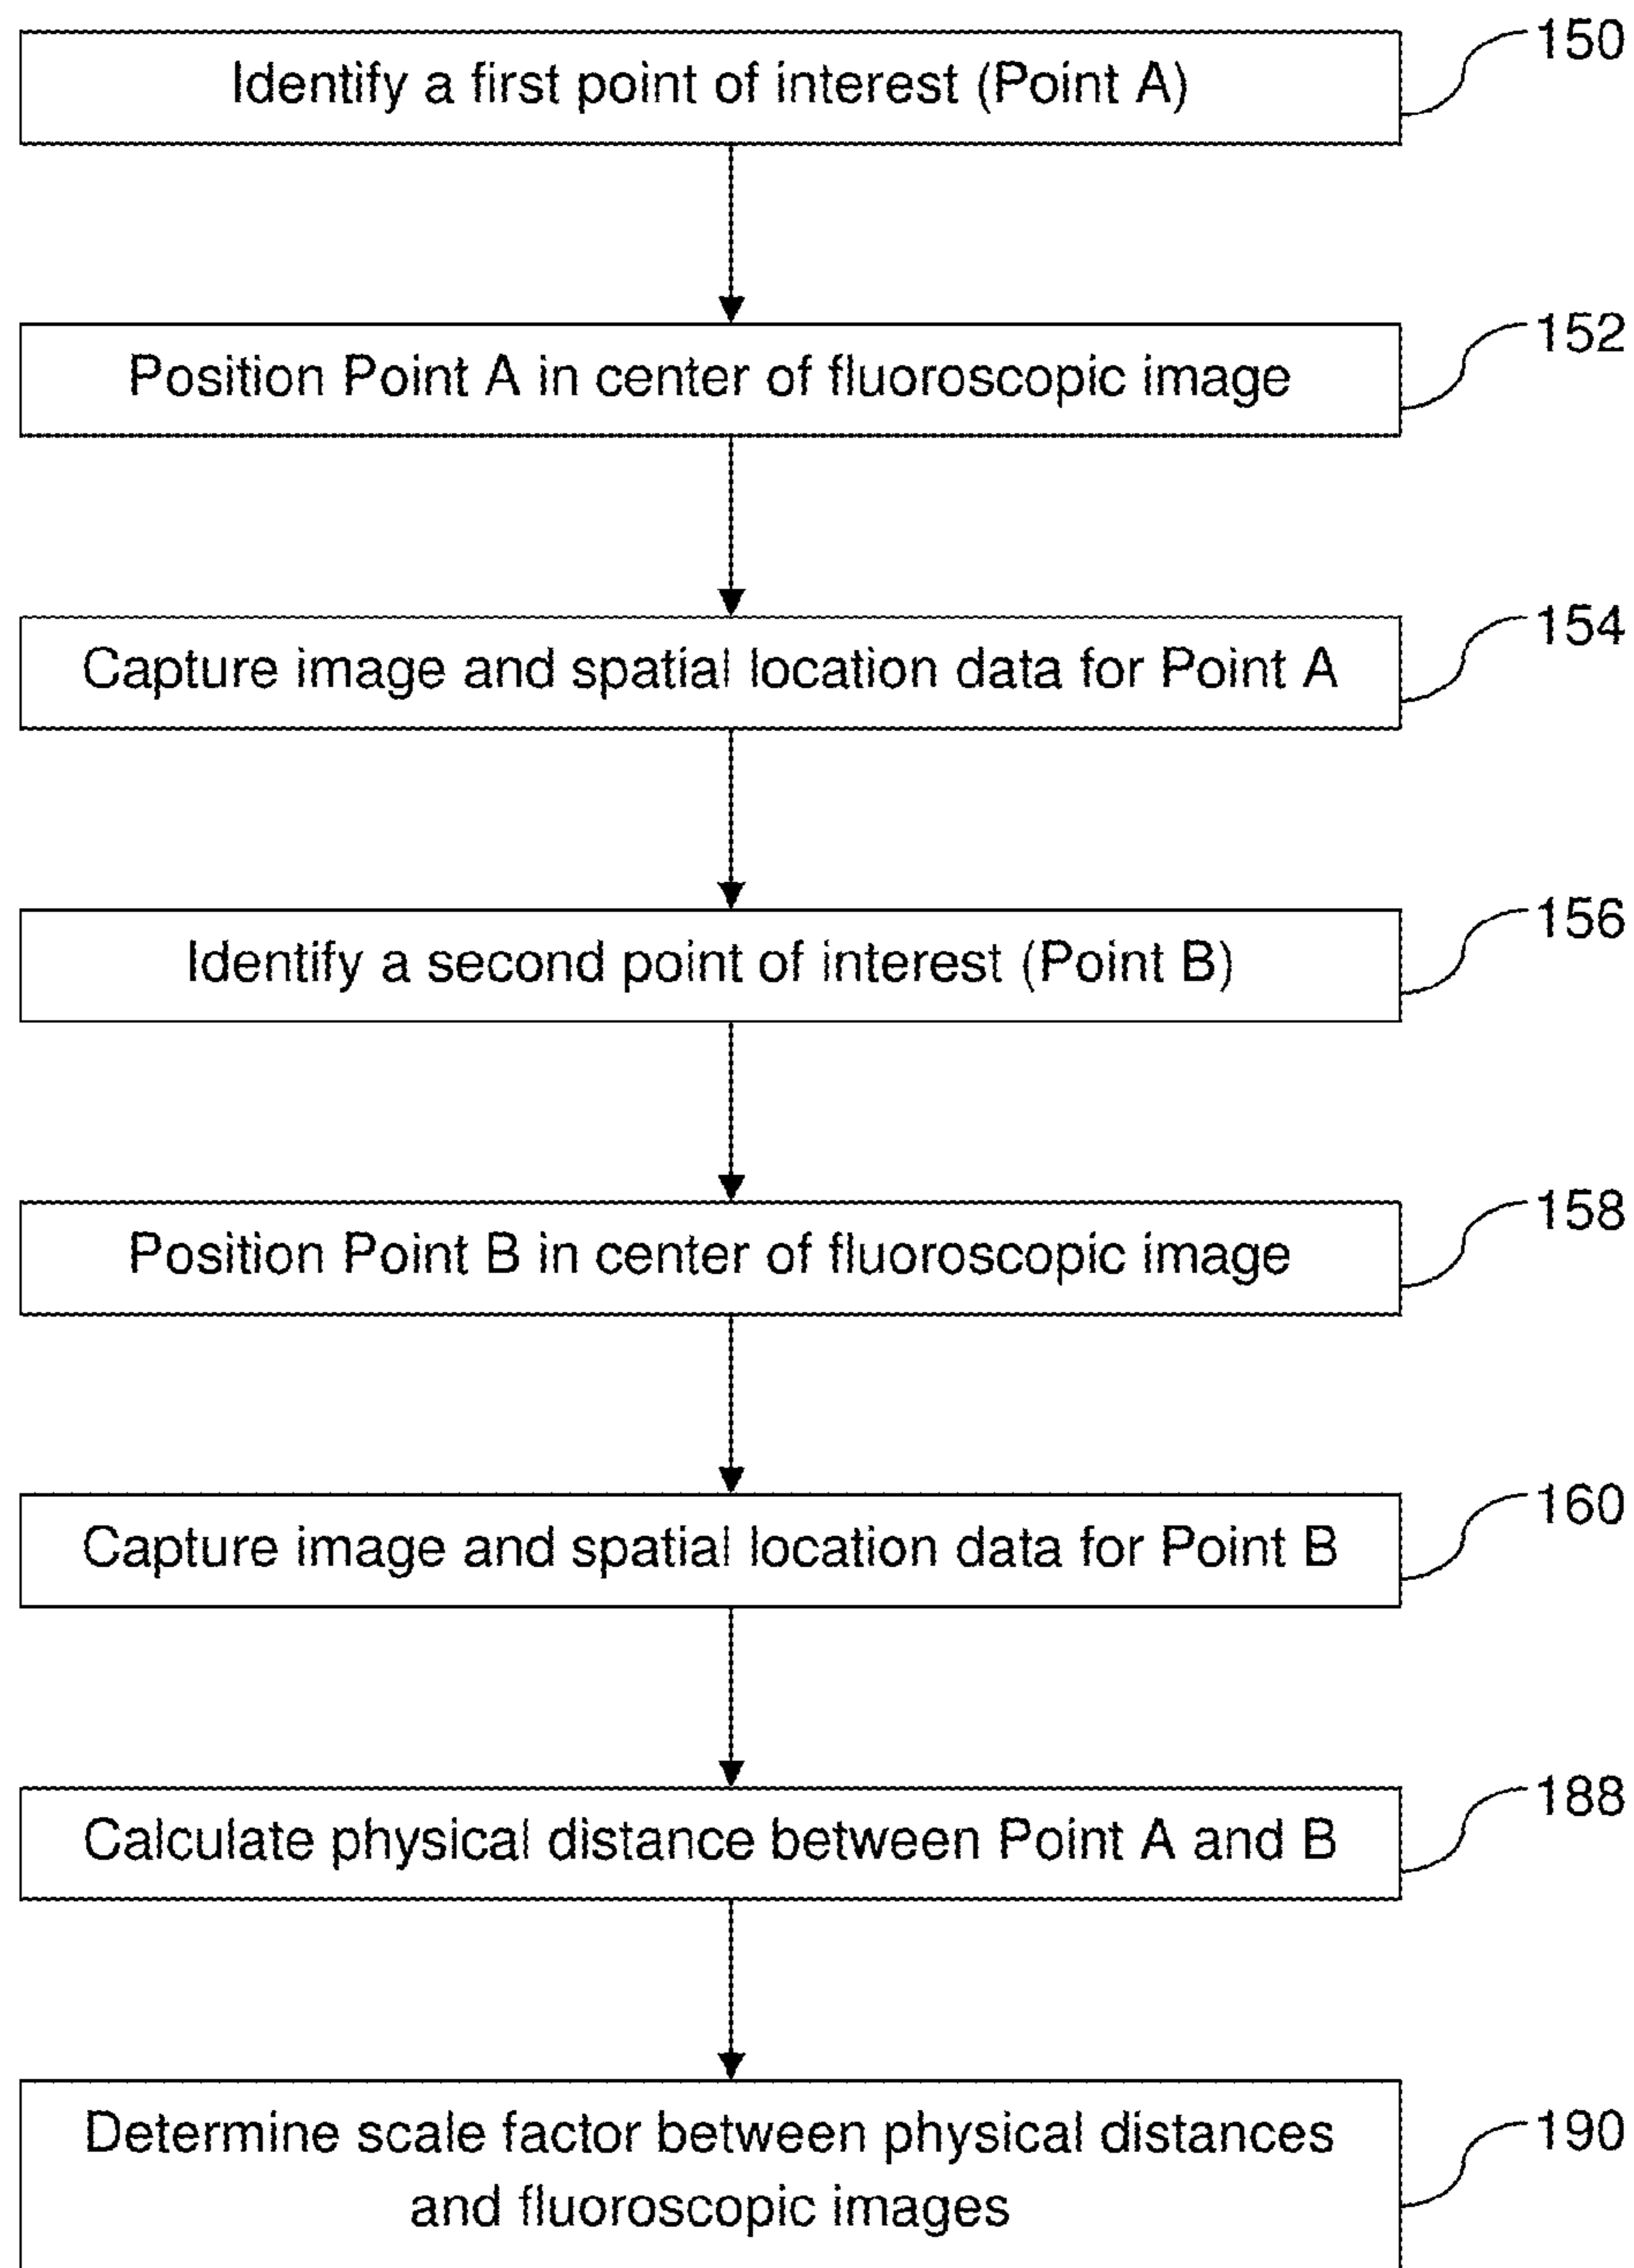 Identify a first point of interest (Point A)
150
Position Point A in center of fluoroscopic image
152
Capture image and spatial location data for Point A
154
Identify a second point of interest (Point B)
156
Position Point B in center of fluoroscopic image
158
Capture image and spatial location data for Point B
160
Calculate physical distance between Point A and B
188
Determine scale factor between physical distances
and fluoroscopic images
190